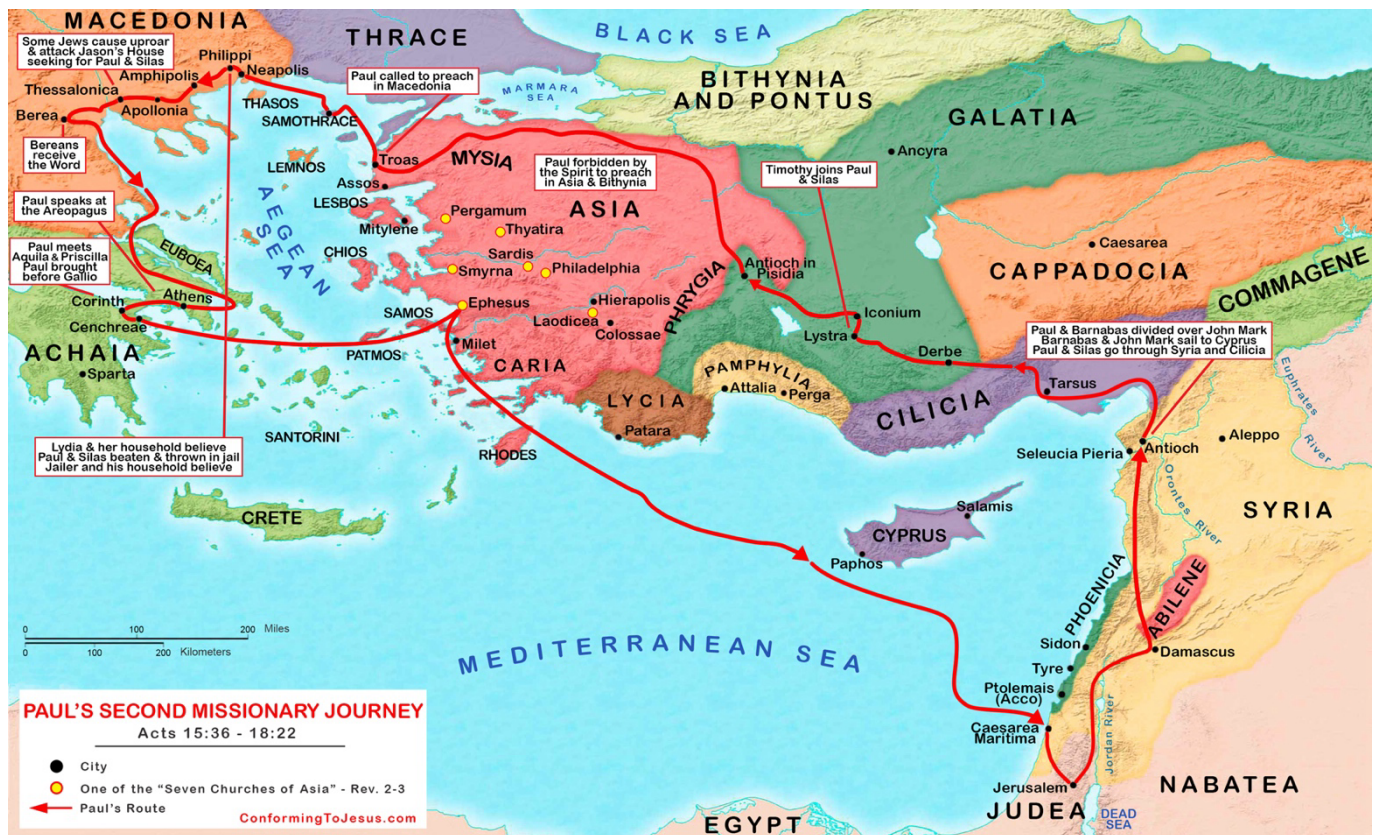 MACEDONIA
THRACE
BLACK SEA
BITHYNIA
AND PONTUS
GALATIA
Some Jews cause uproar
& attack Jason's House
seeking for Paul & Silas
Philippi
Neapolis
Amphipolis
Thessalonica
Apollonia
Berea
Bereans
receive
the Word
THASOS
SAMOTHRACE
Paul called to preach
in Macedonia
MARMARA
SEA
Ancyra
LEMNOS
Troas
MYSIA
Paul forbidden by
the Spirit to preach
in Asia & Bithynia
Timothy joins Paul
& Silas
Assos
LESBOS
Mitylene
AEGEAN
SEA
Pergamum
Thyatira
ASIA
Paul speaks at
the Areopagus
Paul meets
Aquila & Priscilla
Paul brought
before Gallio
EUBOEA
CHIOS
Sardis
Smyrna
Philadelphia
PHRYGIA
Antioch in
Pisidia
Caesarea
CAPPADOCIA
COMMAGENE
Corinth
Athens
Cenchreae
SAMOS
Ephesus
Hierapolis
Laodicea
Colossae
Iconium
Lystra
Derbe
Paul & Barnabas divided over John Mark
Barnabas & John Mark sail to Cyprus
Paul & Silas go through Syria and Cilicia
ACHAIA
Sparta
PATMOS
Milet
CARIA
PAMPHYLIA
Attalia
Perga
LYCIA
Patara
CILICIA
Tarsus
Euphrates
River
Lydia & her household believe
Paul & Silas beaten & thrown in jail
Jailer and his household believe
SANTORINI
RHODES
Seleucia Pieria
Antioch
Aleppo
Orontes
River
SYRIA
CRETE
Salamis
CYPRUS
Paphos
PHOENICIA
ABILENE
0 100 200 Miles
0 100 200
Kilometers
MEDITERRANEAN SEA
Sidon
Tyre
Ptolemais
(Acco)
Damascus
Caesarea
Maritima
Jordan River
Jerusalem
JUDEA
DEAD
SEA
NABATEA
EGYPT
PAUL'S SECOND MISSIONARY JOURNEY
Acts 15:36 - 18:22
City
One of the "Seven Churches of Asia" - Rev. 2-3
Paul's Route
ConformingToJesus.com